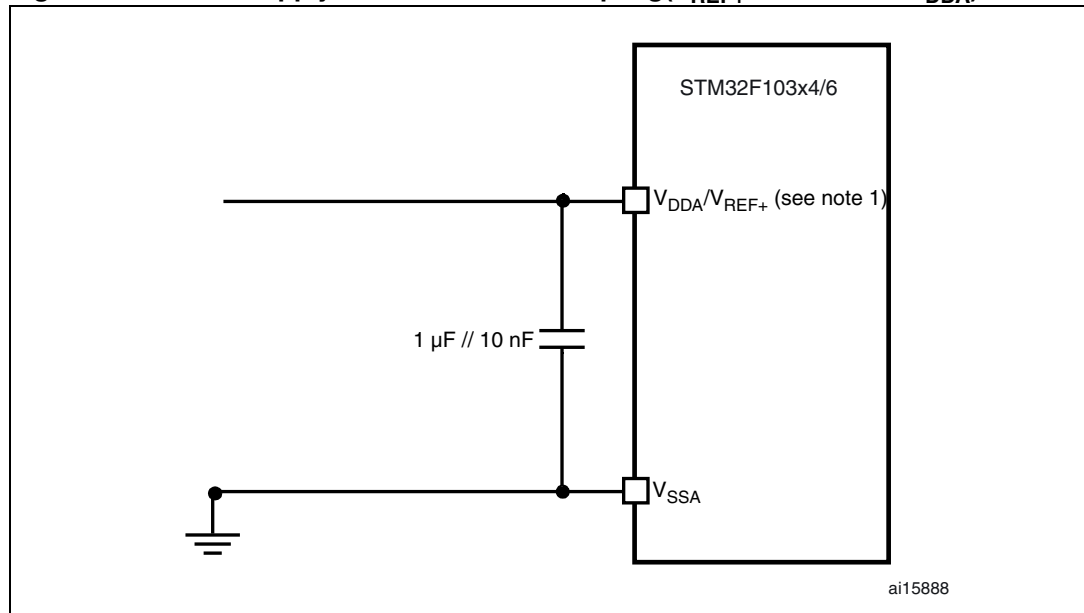 STM32F103x4/6
VDDA/VREF+ (see note 1)
1 µF // 10 nF
VSSA
ai15888